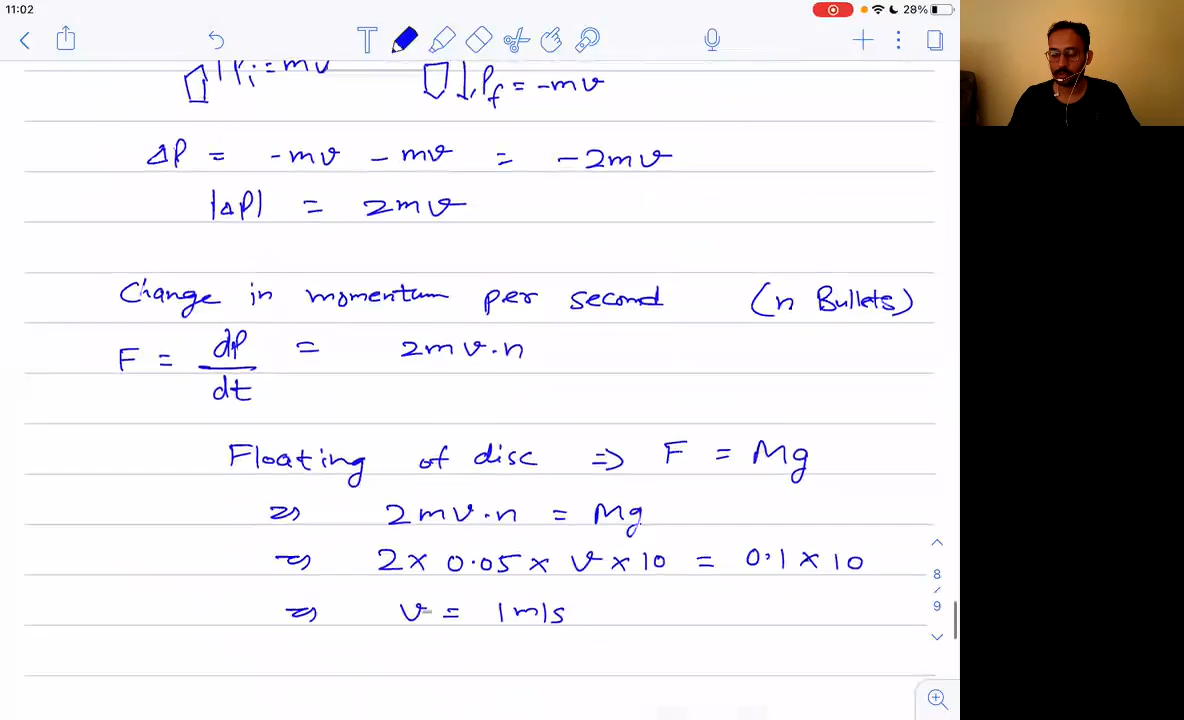 11:02
28%
T
Pi = mv Pf = -mv
ΔP = -mv - mv = -2mv
|ΔP| = 2mv
Change in momentum per second (n Bullets)
F = dP/dt = 2mv.n
Floating of disc ⇒ F = Mg
⇒ 2mv.n = Mg
⇒ 2 × 0.05 × v × 10 = 0.1 × 10
⇒ v = 1m/s
8
/
9